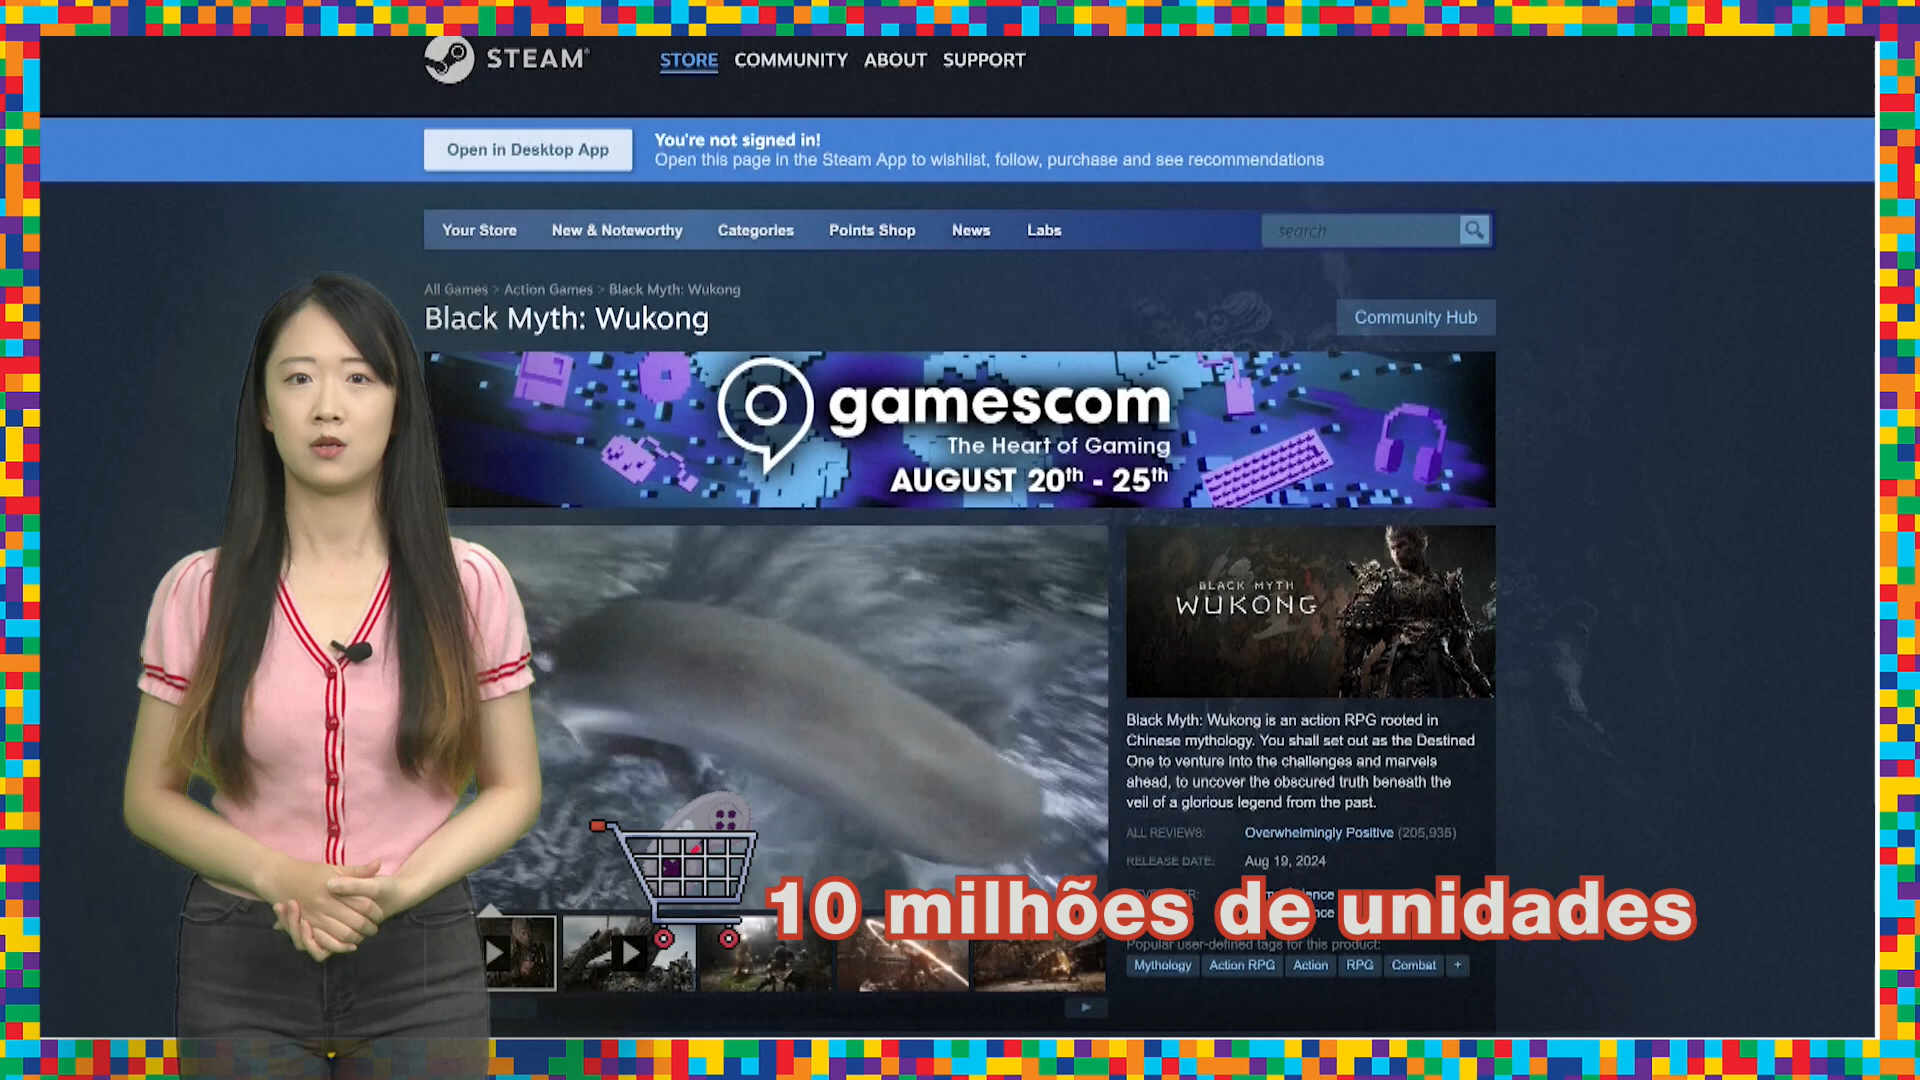 STEAM®
STORE COMMUNITY ABOUT SUPPORT
Open in Desktop App
You're not signed in!
Open this page in the Steam App to wishlist, follow, purchase and see recommendations
Your Store New & Noteworthy Categories Points Shop News Labs
search
All Games > Action Games > Black Myth: Wukong
Black Myth: Wukong
Community Hub
gamescom
The Heart of Gaming
AUGUST 20th - 25th
BLACK MYTH
WUKONG
Black Myth: Wukong is an action RPG rooted in
Chinese mythology. You shall set out as the Destined
One to venture into the challenges and marvels
ahead, to uncover the obscured truth beneath the
veil of a glorious legend from the past.
ALL REVIEWS: Overwhelmingly Positive (205,935)
RELEASE DATE: Aug 19, 2024
10 milhões de unidades
Popular user-defined tags for this product:
Mythology Action RPG Action RPG Combat +